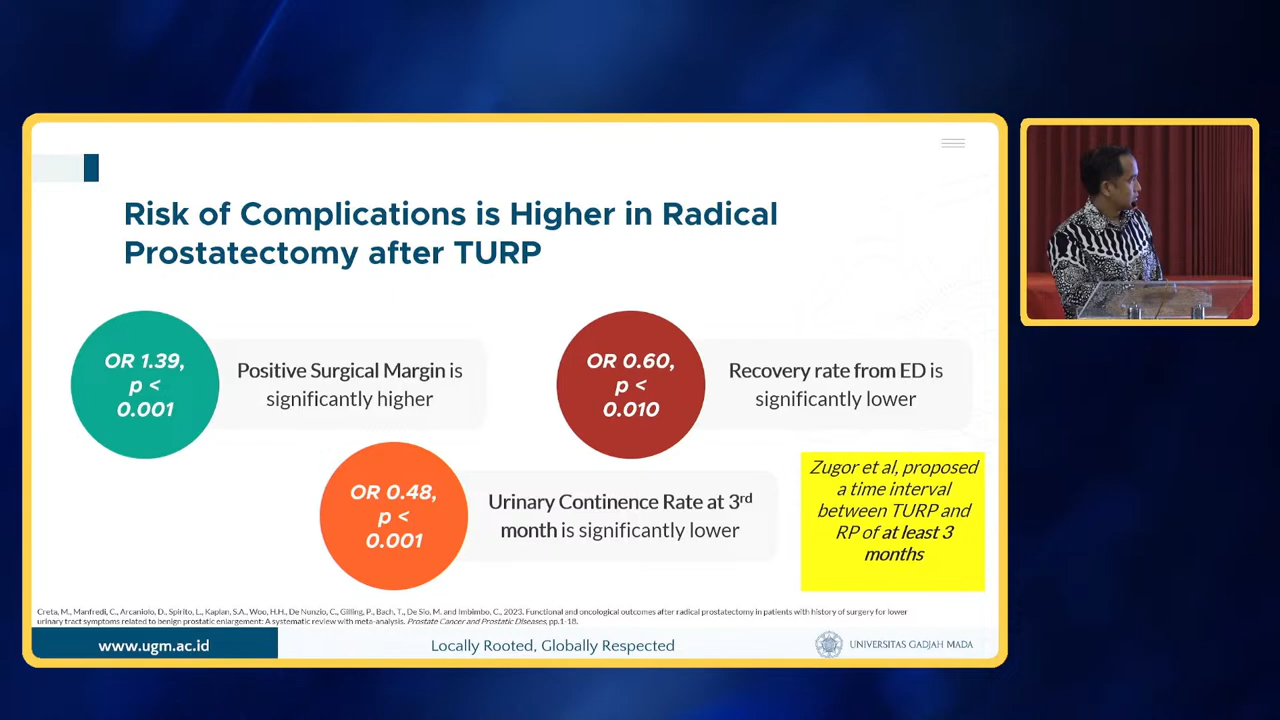 Risk of Complications is Higher in Radical
Prostatectomy after TURP
OR 1.39,
p <
0.001
Positive Surgical Margin is
significantly higher
OR 0.60,
p <
0.010
Recovery rate from ED is
significantly lower
OR 0.48,
p <
0.001
Urinary Continence Rate at 3rd
month is significantly lower
Zugor et al, proposed
a time interval
between TURP and
RP of at least 3
months
Creta, M., Manfredi, C., Arcaniolo, D., Spirito, L., Kaplan, S.A., Woo, H.H., De Nunzio, C., Gilling, P., Bach, T., De Sio, M. and Imbimbo, C., 2023. Functional and oncological outcomes after radical prostatectomy in patients with history of surgery for lower
urinary tract symptoms related to benign prostatic enlargement: A systematic review with meta-analysis. Prostate Cancer and Prostatic Diseases, pp.1-18.
www.ugm.ac.id
Locally Rooted, Globally Respected
UNIVERSITAS GADJAH MADA